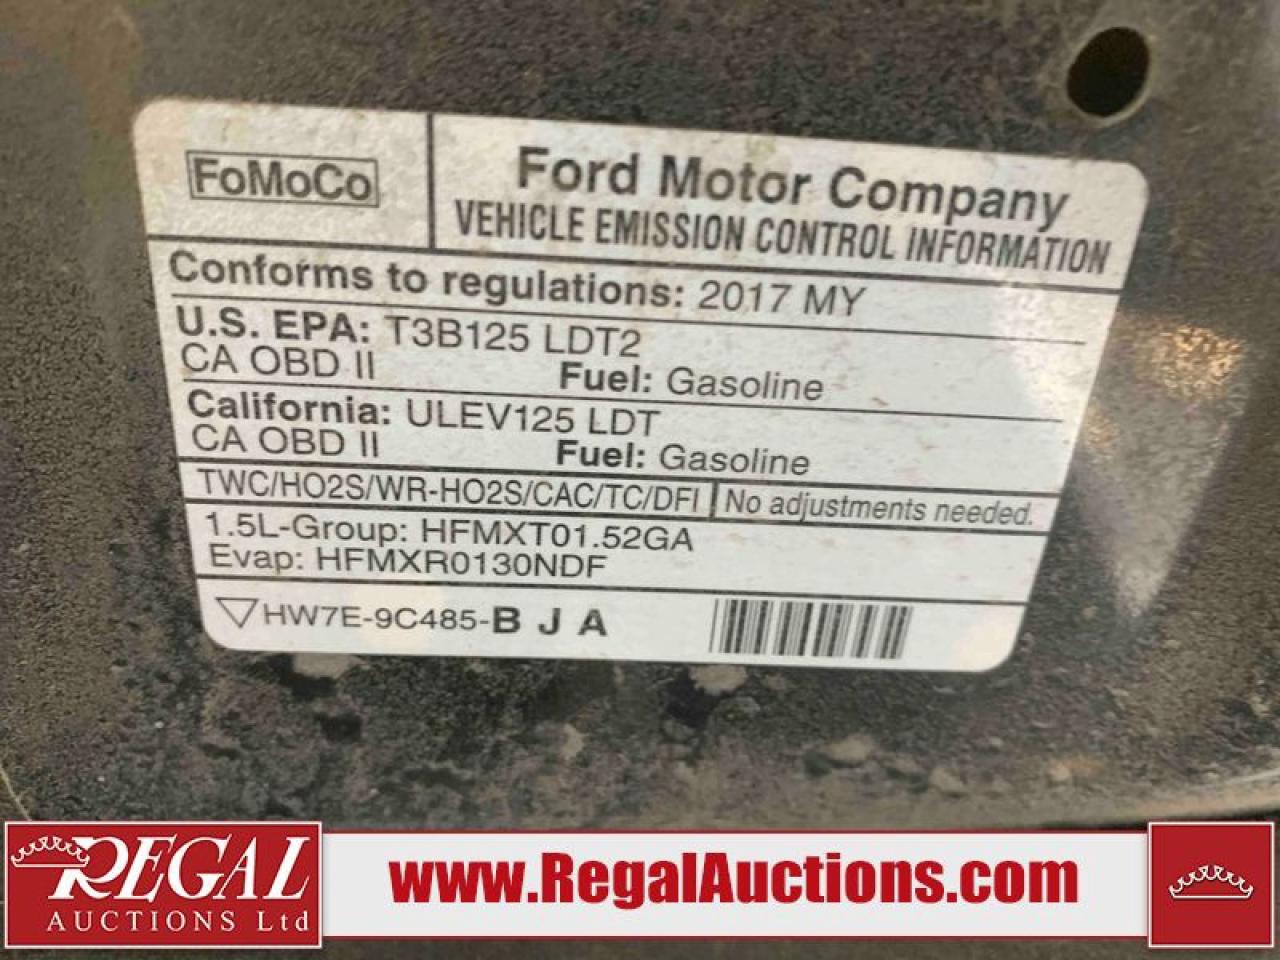 FoMoCo
Ford Motor Company
VEHICLE EMISSION CONTROL INFORMATION
Conforms to regulations: 2017 MY
U.S. EPA: T3B125 LDT2
CA OBD II Fuel: Gasoline
California: ULEV125 LDT
CA OBD II Fuel: Gasoline
TWC/HO2S/WR-HO2S/CAC/TC/DFI No adjustments needed.
1.5L-Group: HFMXT01.52GA
Evap: HFMXR0130NDF
HW7E-9C485-B J A
REGAL
AUCTIONS Ltd
www.RegalAuctions.com